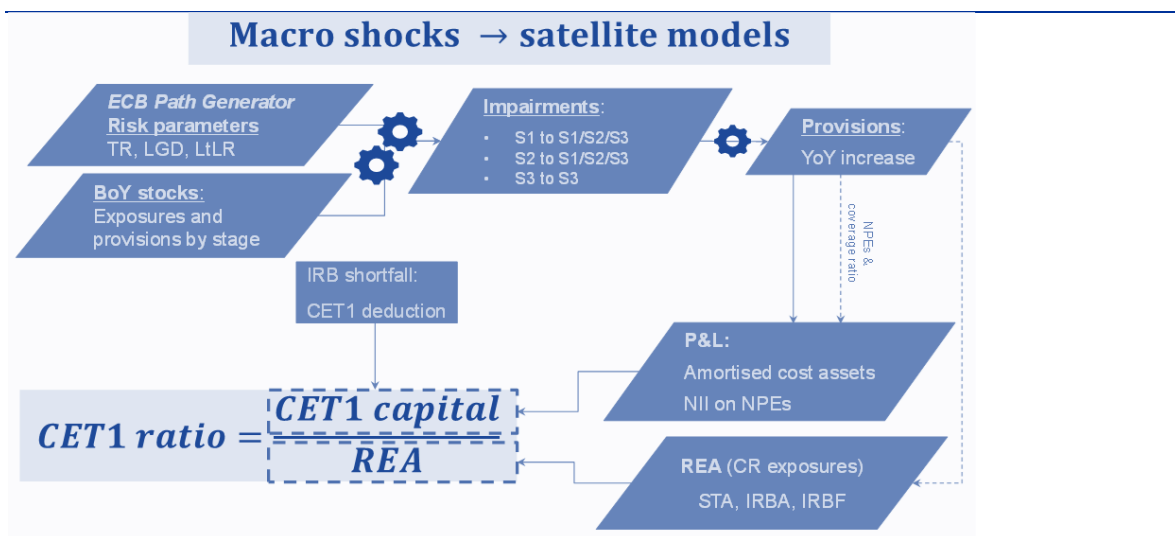 Macro shocks → satellite models
ECB Path Generator
Risk parameters
TR, LGD, LtLR
BoY stocks:
Exposures and
provisions by stage
Impairments:
• S1 to S1/S2/S3
• S2 to S1/S2/S3
• S3 to S3
Provisions:
YoY increase
NPEs &
coverage ratio
IRB shortfall:
CET1 deduction
P&L:
Amortised cost assets
NII on NPEs
CET1 ratio =
CET1 capital
REA
REA (CR exposures)
STA, IRBA, IRBF